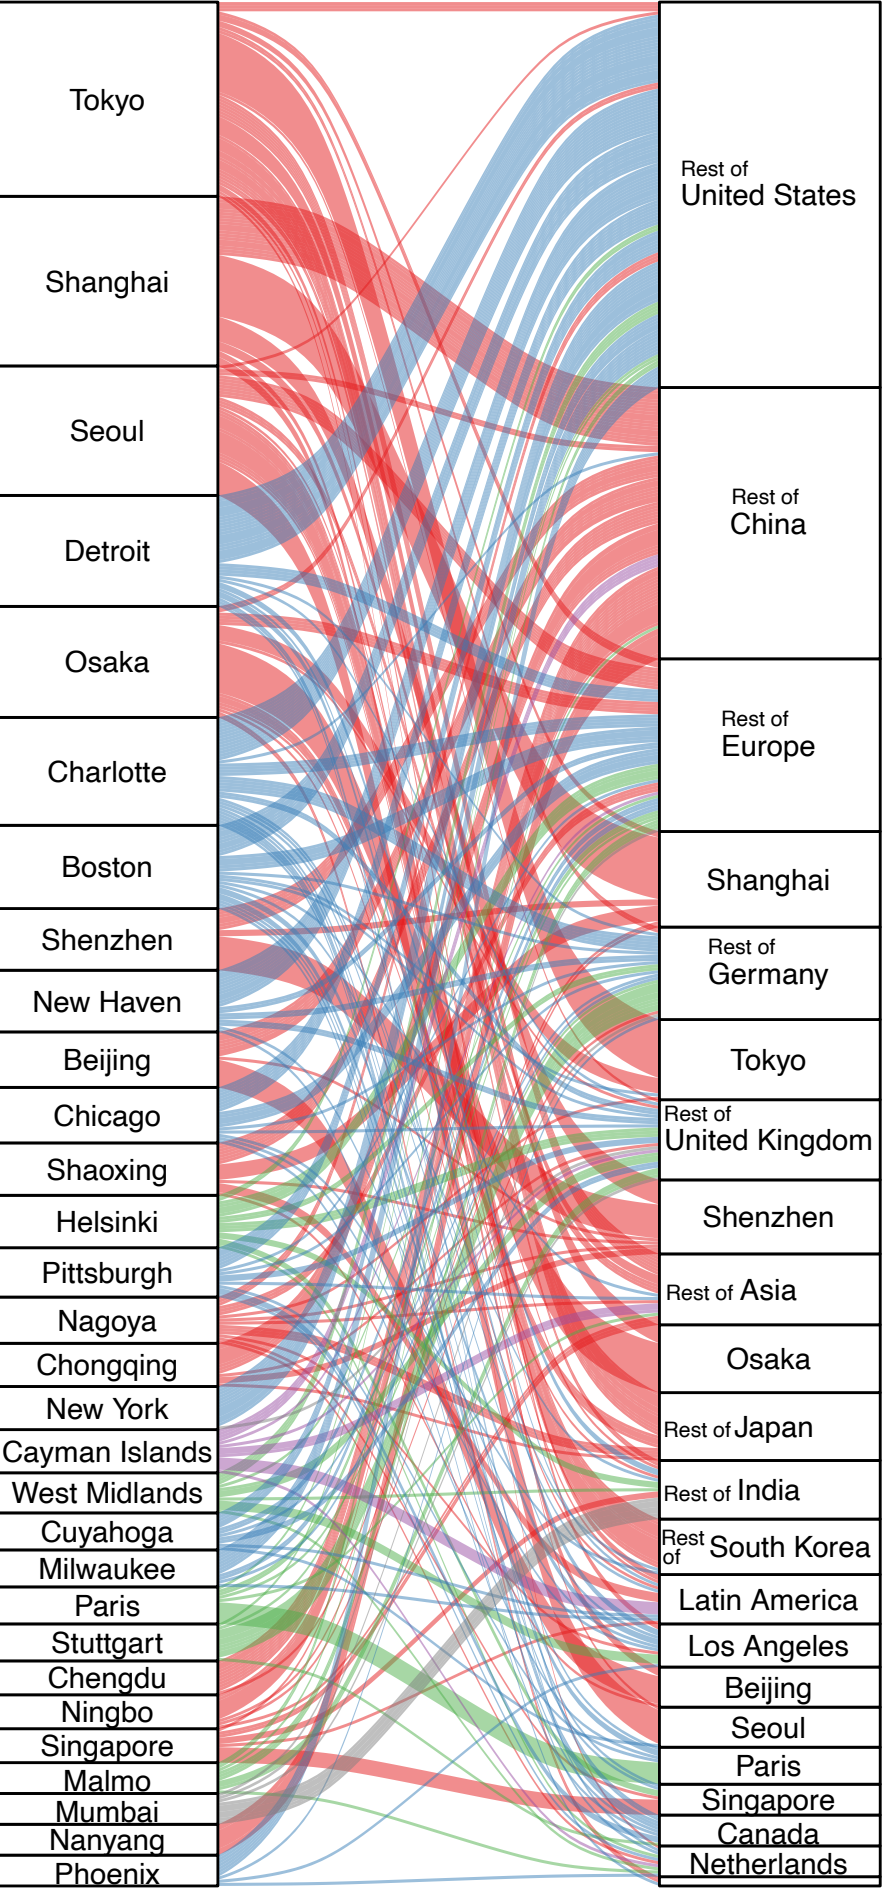 Tokyo
Shanghai
Seoul
Detroit
Osaka
Charlotte
Boston
Shenzhen
New Haven
Beijing
Chicago
Shaoxing
Helsinki
Pittsburgh
Nagoya
Chongqing
New York
Cayman Islands
West Midlands
Cuyahoga
Milwaukee
Paris
Stuttgart
Chengdu
Ningbo
Singapore
Malmo
Mumbai
Nanyang
Phoenix
Rest of
United States
Rest of
China
Rest of
Europe
Shanghai
Rest of
Germany
Tokyo
Rest of
United Kingdom
Shenzhen
Rest of Asia
Osaka
Rest of Japan
Rest of India
Rest
of South Korea
Latin America
Los Angeles
Beijing
Seoul
Paris
Singapore
Canada
Netherlands